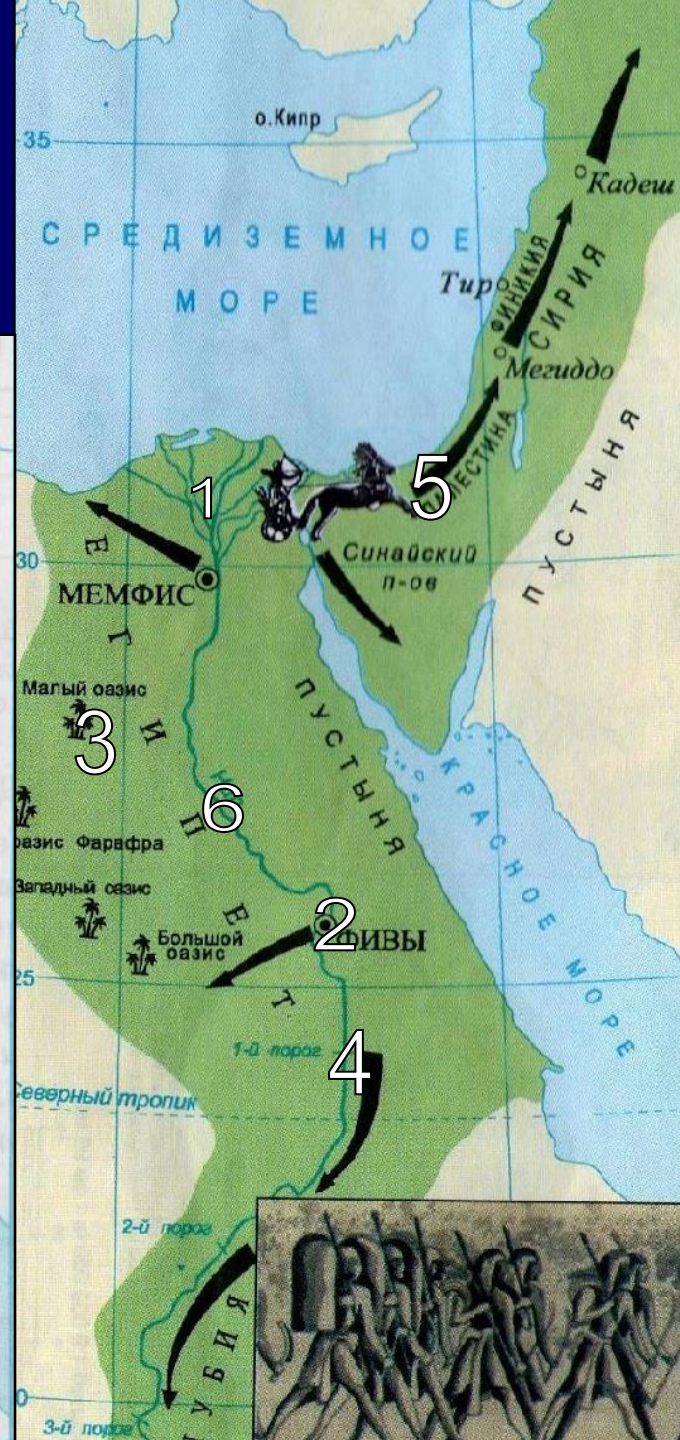 о.Кипр
35
Кадеш
СРЕДИЗЕМНОЕ
МОРЕ
Тир
ФИНИКИЯ
СИРИЯ
Мегиддо
ПУСТЫНЯ
5
1
30
Синайский
п-ов
МЕМФИС
ЕГИПЕТ
Малый оазис
3
ПУСТЫНЯ
КРАСНОЕ МОРЕ
6
Фарафра
Западный оазис
2
ФИВЫ
Большой
оазис
25
1-й порог
4
Северный тропик
2-й порог
3-й порог